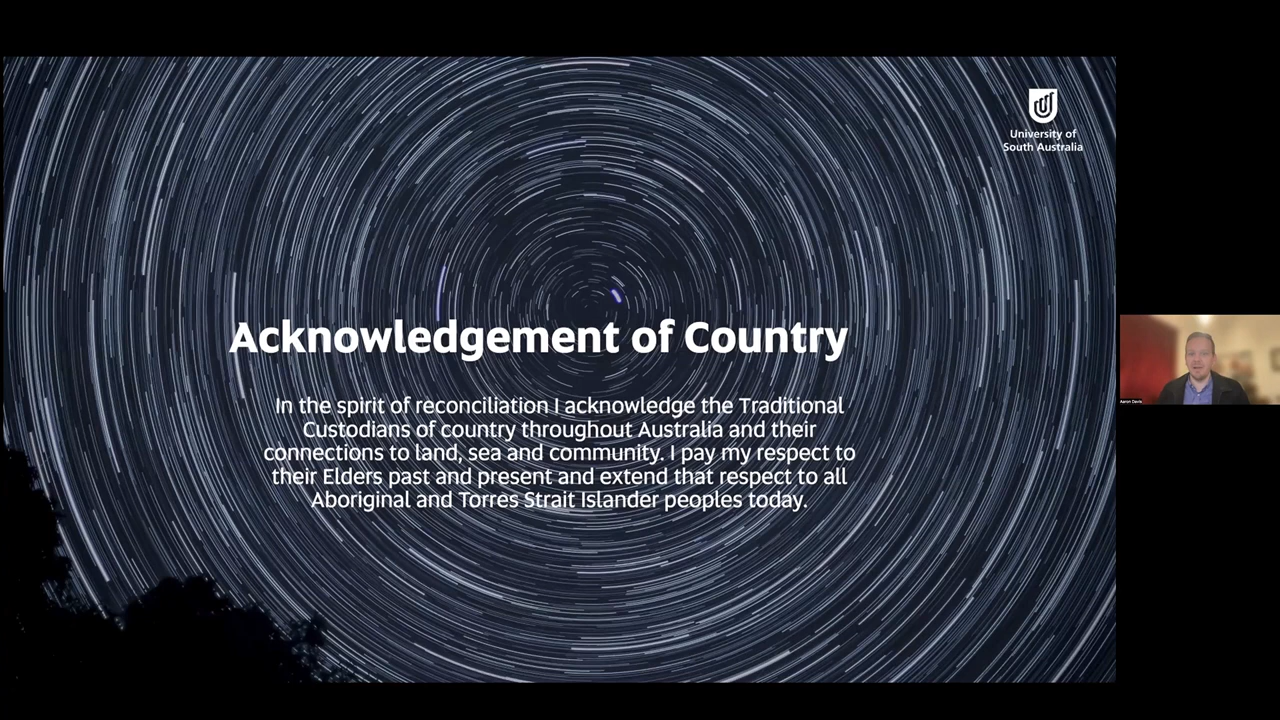 University of
South Australia
Acknowledgement of Country
In the spirit of reconciliation I acknowledge the Traditional
Custodians of country throughout Australia and their
connections to land, sea and community. I pay my respect to
their Elders past and present and extend that respect to all
Aboriginal and Torres Strait Islander peoples today.
Aaron Davis